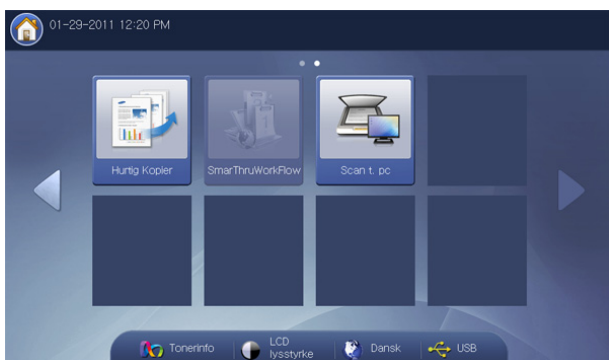 01-29-2011 12:20 PM
Hurtig Kopier
SmarThruWorkFlow
Scan t. pc
Tonerinfo
LCD
lysstyrke
Dansk
USB